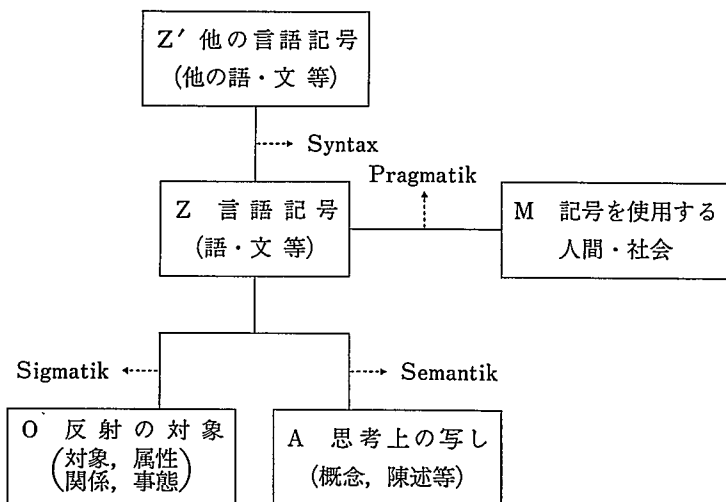 Z′ 他の言語記号
(他の語・文 等)
Syntax
Pragmatik
Z 言語記号
(語・文 等)
M 記号を使用する
人間・社会
Sigmatik
Semantik
O 反射の対象
(対象, 属性
関係, 事態)
A 思考上の写し
(概念, 陳述等)